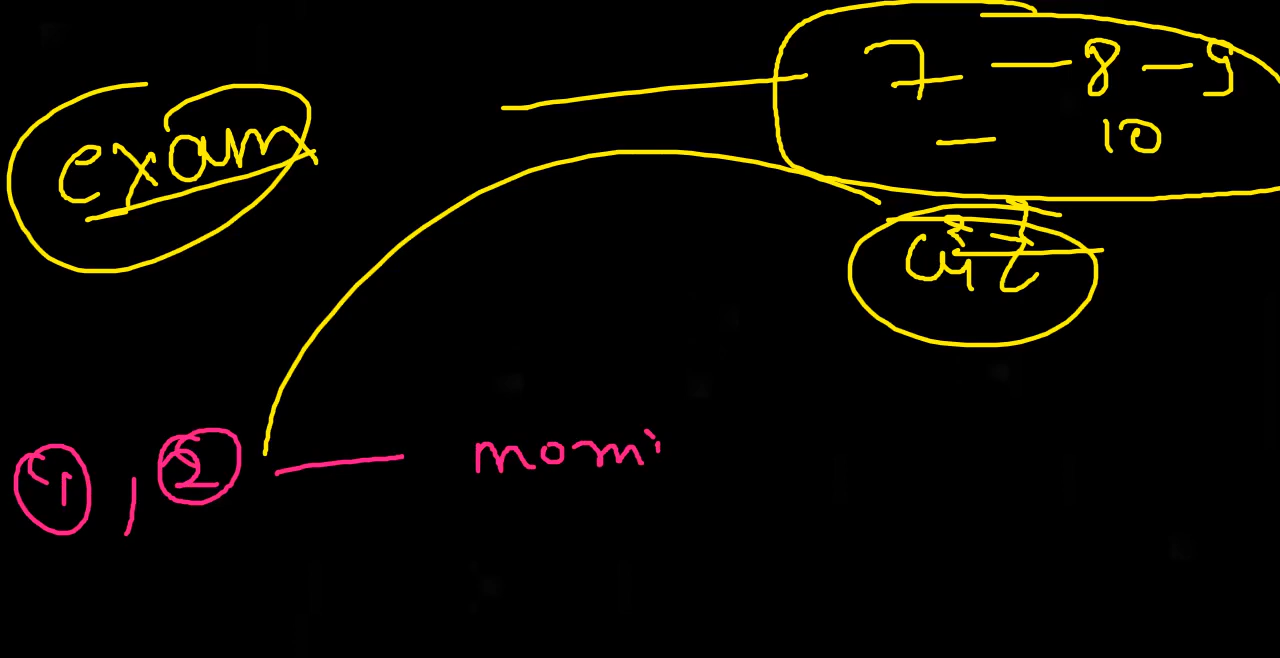 7 — 8 – 9
exam
— 10
①, ② — momi